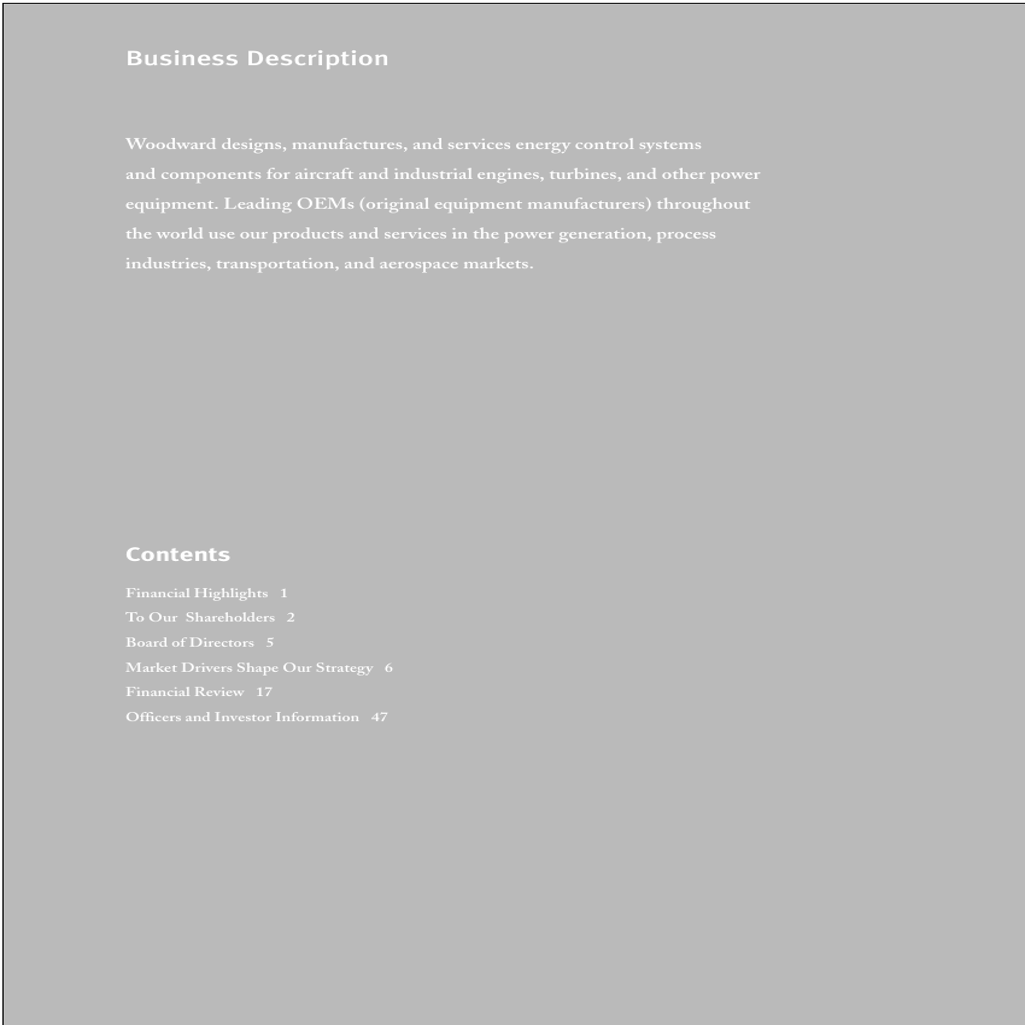 Business Description
Woodward designs, manufactures, and services energy control systems
and components for aircraft and industrial engines, turbines, and other power
equipment. Leading OEMs (original equipment manufacturers) throughout
the world use our products and services in the power generation, process
industries, transportation, and aerospace markets.
Contents
Financial Highlights 1
To Our Shareholders 2
Board of Directors 5
Market Drivers Shape Our Strategy 6
Financial Review 17
Officers and Investor Information 47